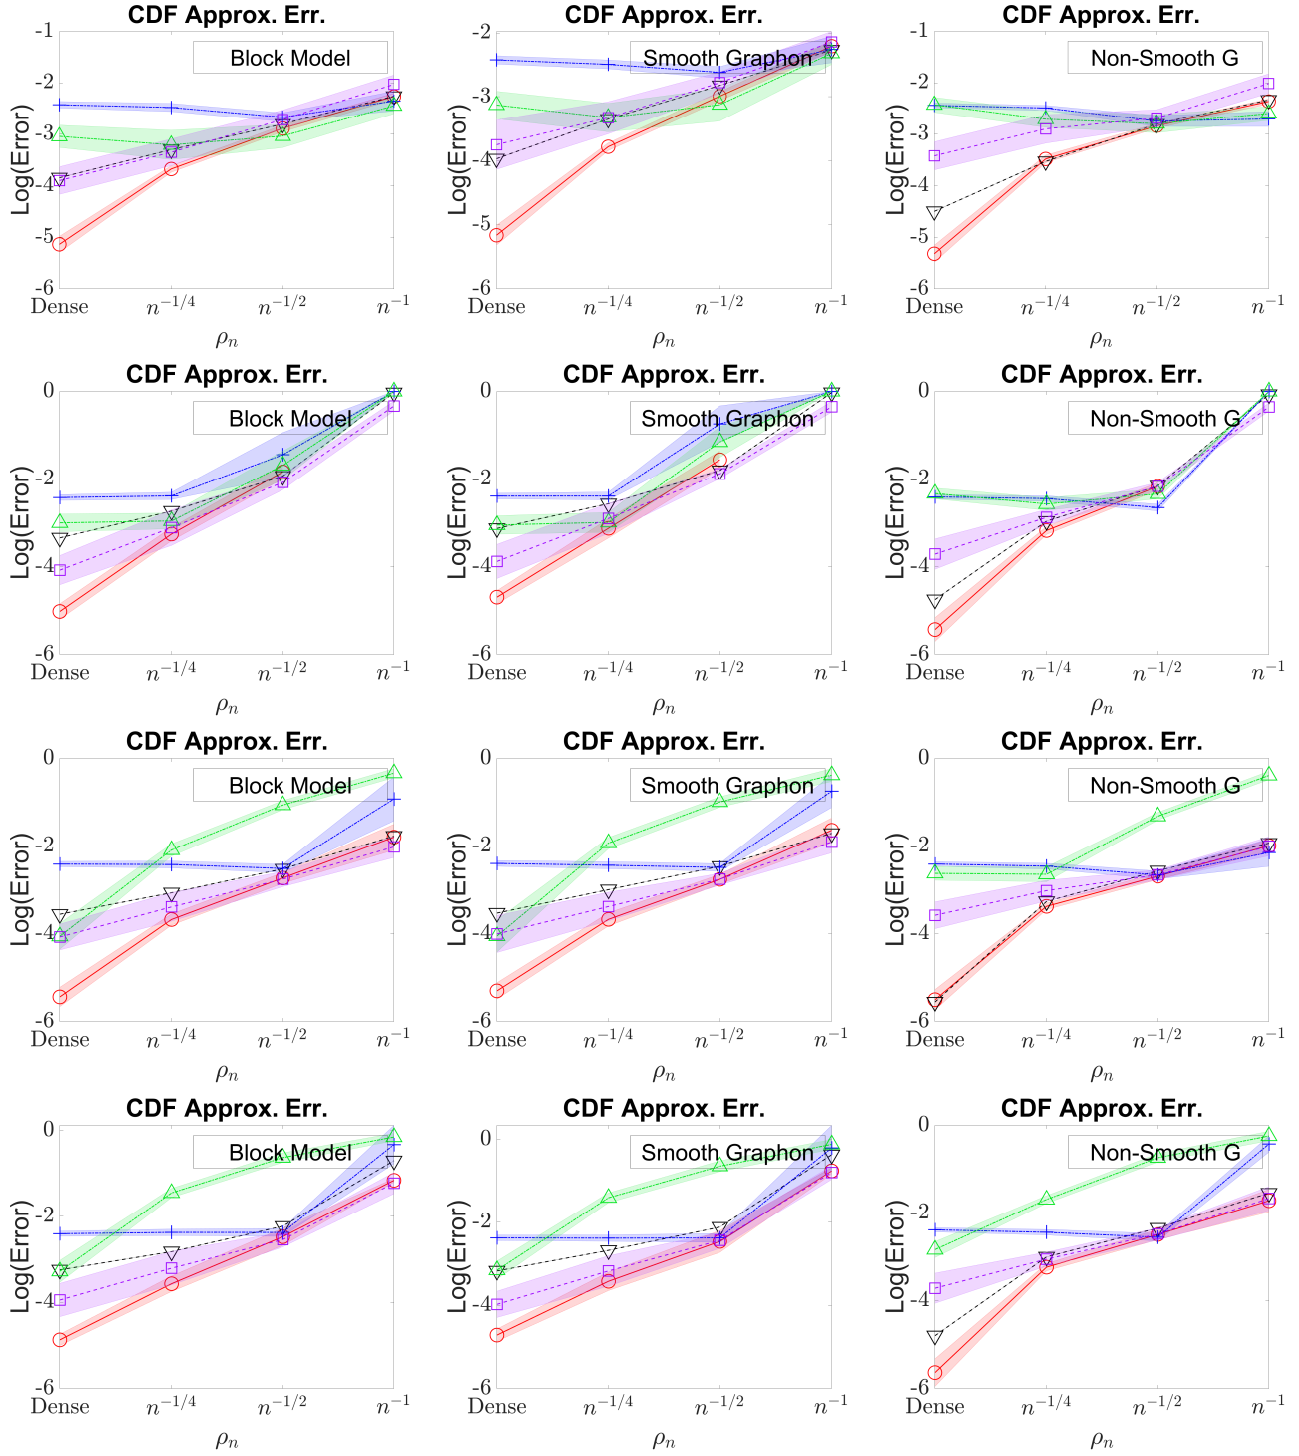 CDF Approx. Err. CDF Approx. Err. CDF Approx. Err.
-1 -2 -3 -4 -5 -6
Log(Error)
Block Model
Dense n^{-1/4} n^{-1/2} n^{-1}
ρ_n
-2 -3 -4 -5 -6
Log(Error)
Smooth Graphon
Dense n^{-1/4} n^{-1/2} n^{-1}
ρ_n
-1 -2 -3 -4 -5 -6
Log(Error)
Non-Smooth G
Dense n^{-1/4} n^{-1/2} n^{-1}
ρ_n
CDF Approx. Err. CDF Approx. Err. CDF Approx. Err.
0 -2 -4 -6
Log(Error)
Block Model
Dense n^{-1/4} n^{-1/2} n^{-1}
ρ_n
0 -2 -4 -6
Log(Error)
Smooth Graphon
Dense n^{-1/4} n^{-1/2} n^{-1}
ρ_n
0 -2 -4 -6
Log(Error)
Non-Smooth G
Dense n^{-1/4} n^{-1/2} n^{-1}
ρ_n
CDF Approx. Err. CDF Approx. Err. CDF Approx. Err.
0 -2 -4 -6
Log(Error)
Block Model
Dense n^{-1/4} n^{-1/2} n^{-1}
ρ_n
0 -2 -4 -6
Log(Error)
Smooth Graphon
Dense n^{-1/4} n^{-1/2} n^{-1}
ρ_n
0 -2 -4 -6
Log(Error)
Non-Smooth G
Dense n^{-1/4} n^{-1/2} n^{-1}
ρ_n
CDF Approx. Err. CDF Approx. Err. CDF Approx. Err.
0 -2 -4 -6
Log(Error)
Block Model
Dense n^{-1/4} n^{-1/2} n^{-1}
ρ_n
0 -2 -4 -6
Log(Error)
Smooth Graphon
Dense n^{-1/4} n^{-1/2} n^{-1}
ρ_n
0 -2 -4 -6
Log(Error)
Non-Smooth G
Dense n^{-1/4} n^{-1/2} n^{-1}
ρ_n